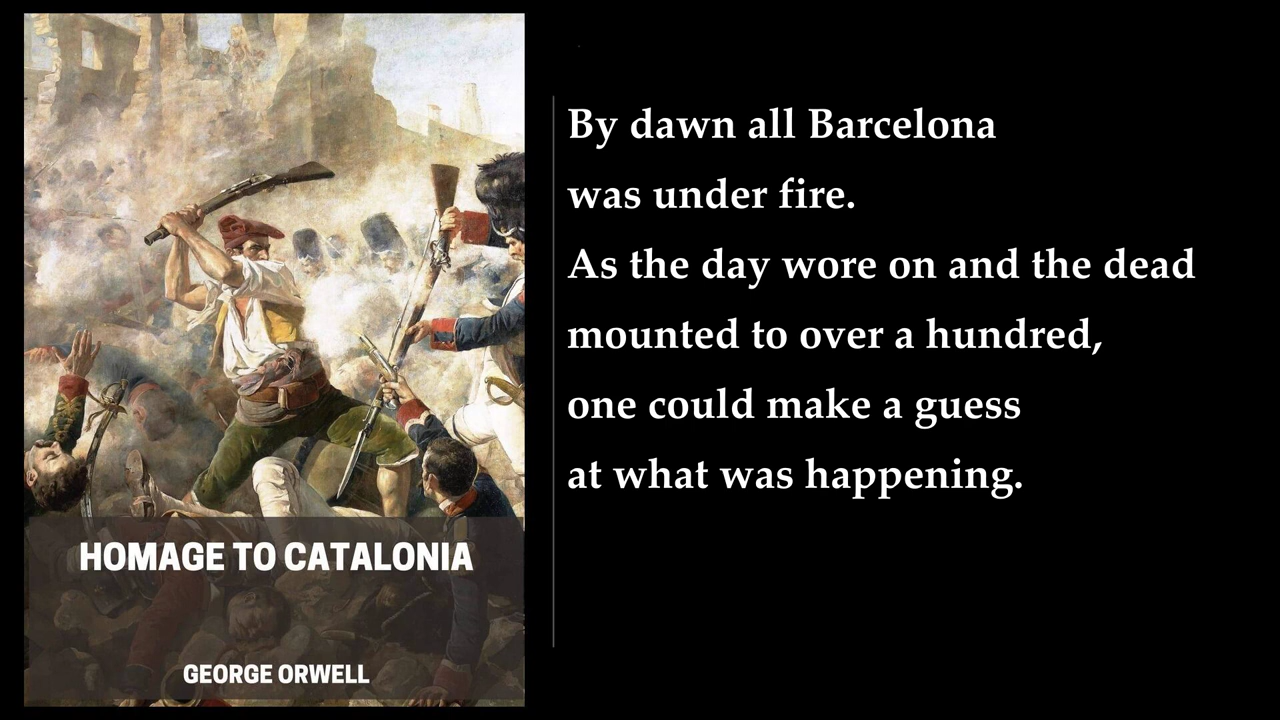 HOMAGE TO CATALONIA
GEORGE ORWELL
By dawn all Barcelona
was under fire.
As the day wore on and the dead
mounted to over a hundred,
one could make a guess
at what was happening.